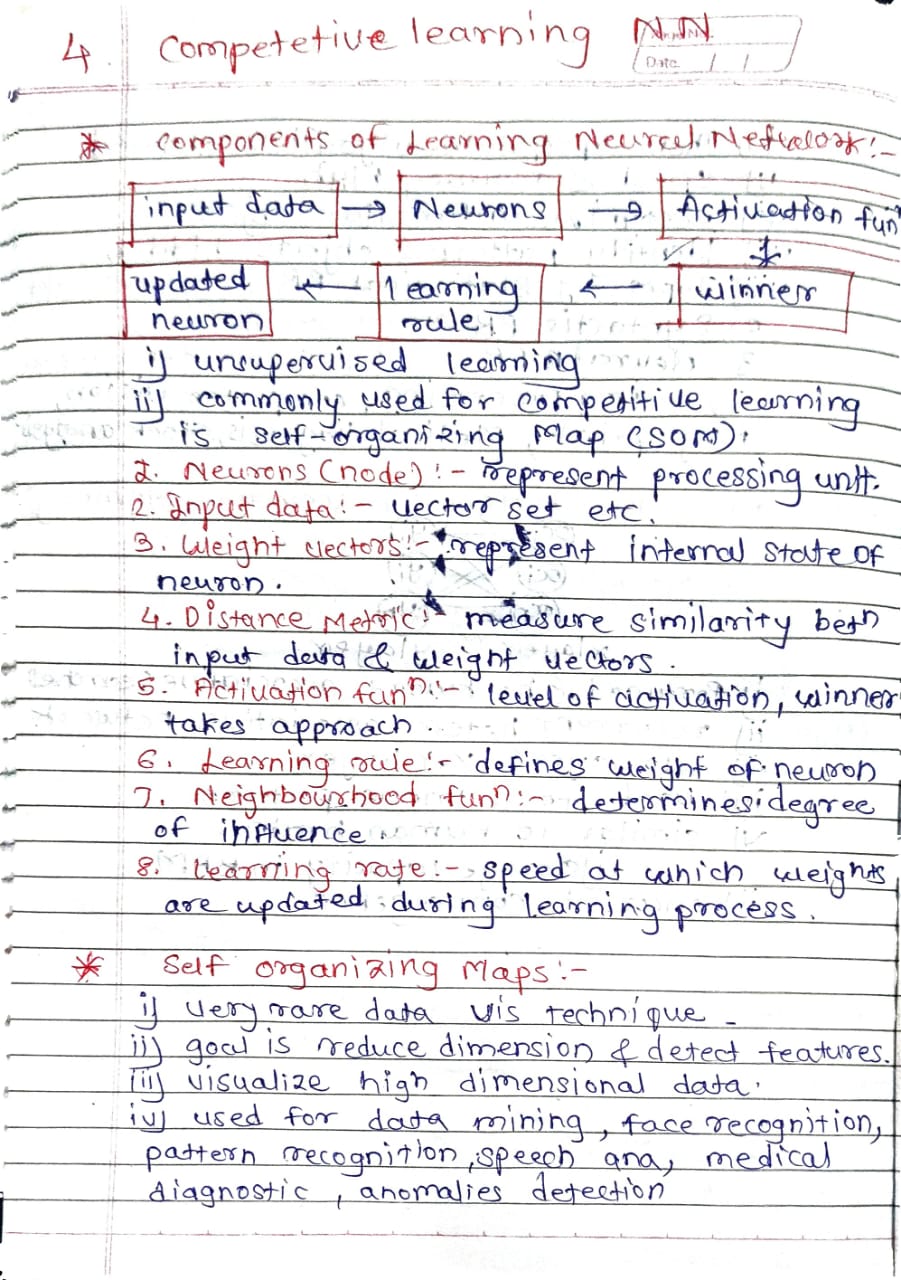 4. Competetive learning N.N.
Date / /
* Components of Learning Neural Network :-
input data → Neurons → Activation funⁿ
updated neuron ← learning rule ← winner
i) unsupervised learning
ii) commonly used for competitive learning
is self-organizing Map (SOM).
1. Neurons (node) :- represent processing unit.
2. Input data :- vector set etc.
3. Weight vectors :- represent internal state of
neuron.
4. Distance Metric :- measure similarity betn
input data & weight vectors.
5. Activation funⁿ :- level of activation, winner
takes approach.
6. Learning rule :- defines weight of neuron
7. Neighbourhood funⁿ :- determines degree
of influence
8. Learning rate :- speed at which weights
are updated during learning process.
* Self organizing Maps :-
i) very rare data vis technique -
ii) goal is reduce dimension & detect features.
iii) visualize high dimensional data.
iv) used for data mining, face recognition,
pattern recognition, speech ana, medical
diagnostic, anomalies detection